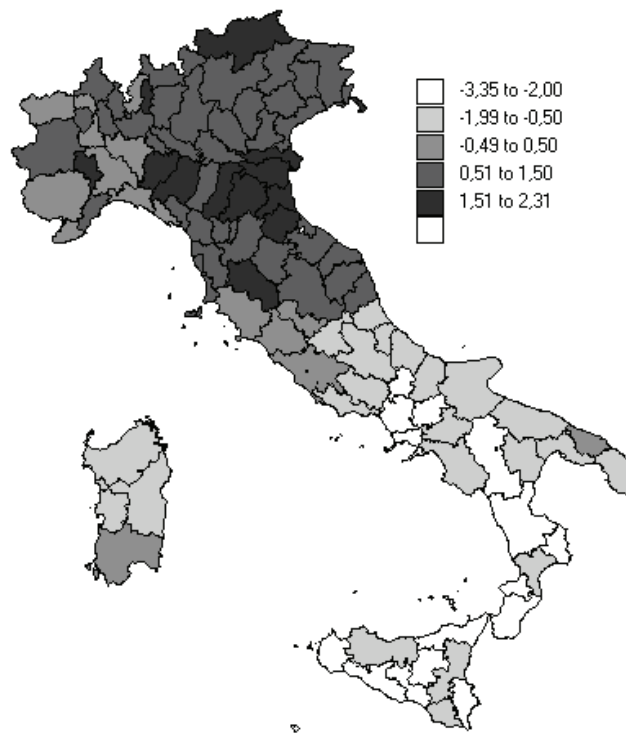 -3,35 to -2,00
-1,99 to -0,50
-0,49 to 0,50
0,51 to 1,50
1,51 to 2,31